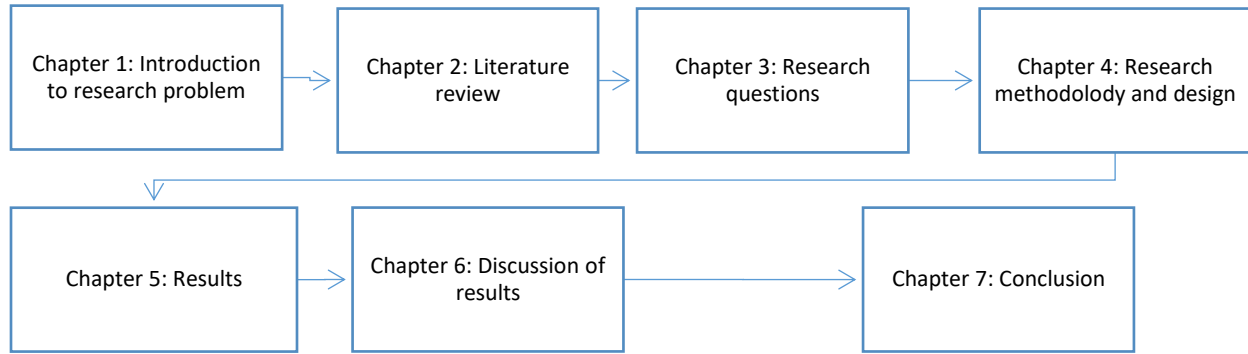 Chapter 1: Introduction
to research problem
Chapter 2: Literature
review
Chapter 3: Research
questions
Chapter 4: Research
methodolody and design
Chapter 5: Results
Chapter 6: Discussion of
results
Chapter 7: Conclusion